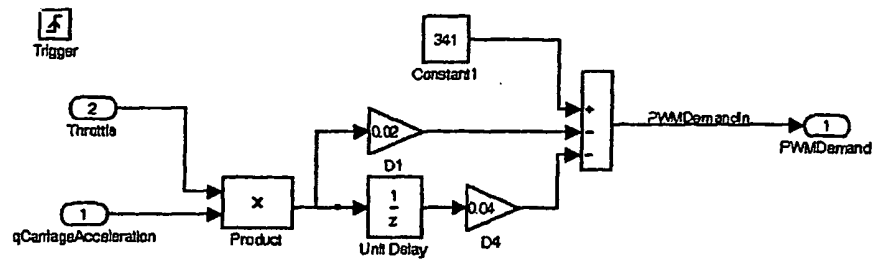 Trigger
341
Constant1
2
Throttle
+
0.02
−
PWMDemandIn
1
−
PWMDemand
D1
1
×
1
z
0.04
qCarriageAcceleration
Product
Unit Delay
D4